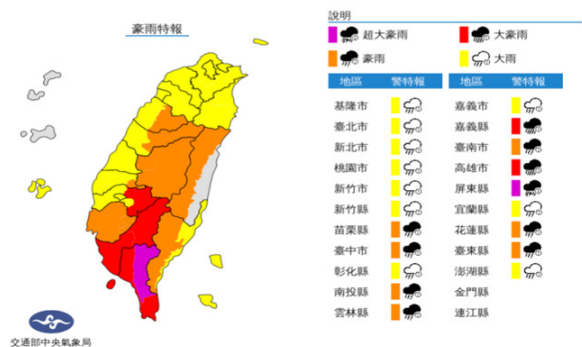 豪雨特報
說明
超大豪雨 大豪雨
豪雨 大雨
地區 警特報 地區 警特報
基隆市 嘉義市
臺北市 嘉義縣
新北市 臺南市
桃園市 高雄市
新竹市 屏東縣
新竹縣 宜蘭縣
苗栗縣 花蓮縣
臺中市 臺東縣
彰化縣 澎湖縣
南投縣 金門縣
雲林縣 連江縣
交通部中央氣象局